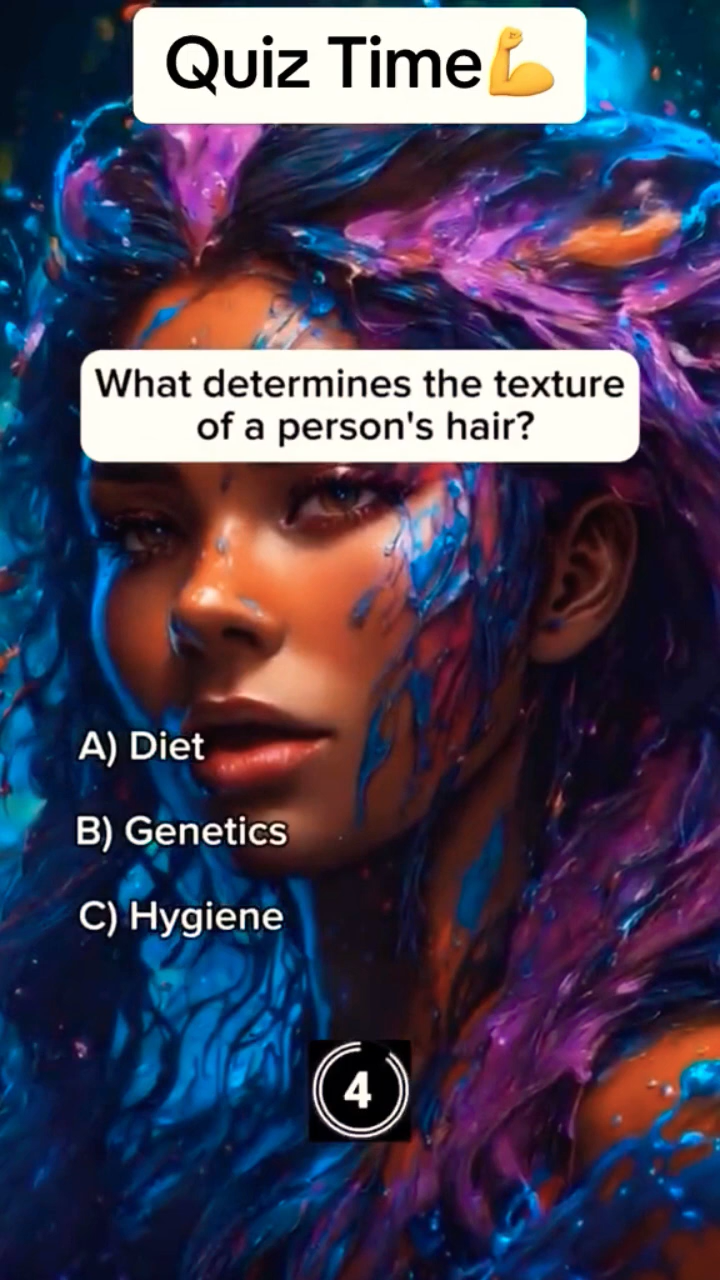 Quiz Time💪
What determines the texture
of a person's hair?
A) Diet
B) Genetics
C) Hygiene
4